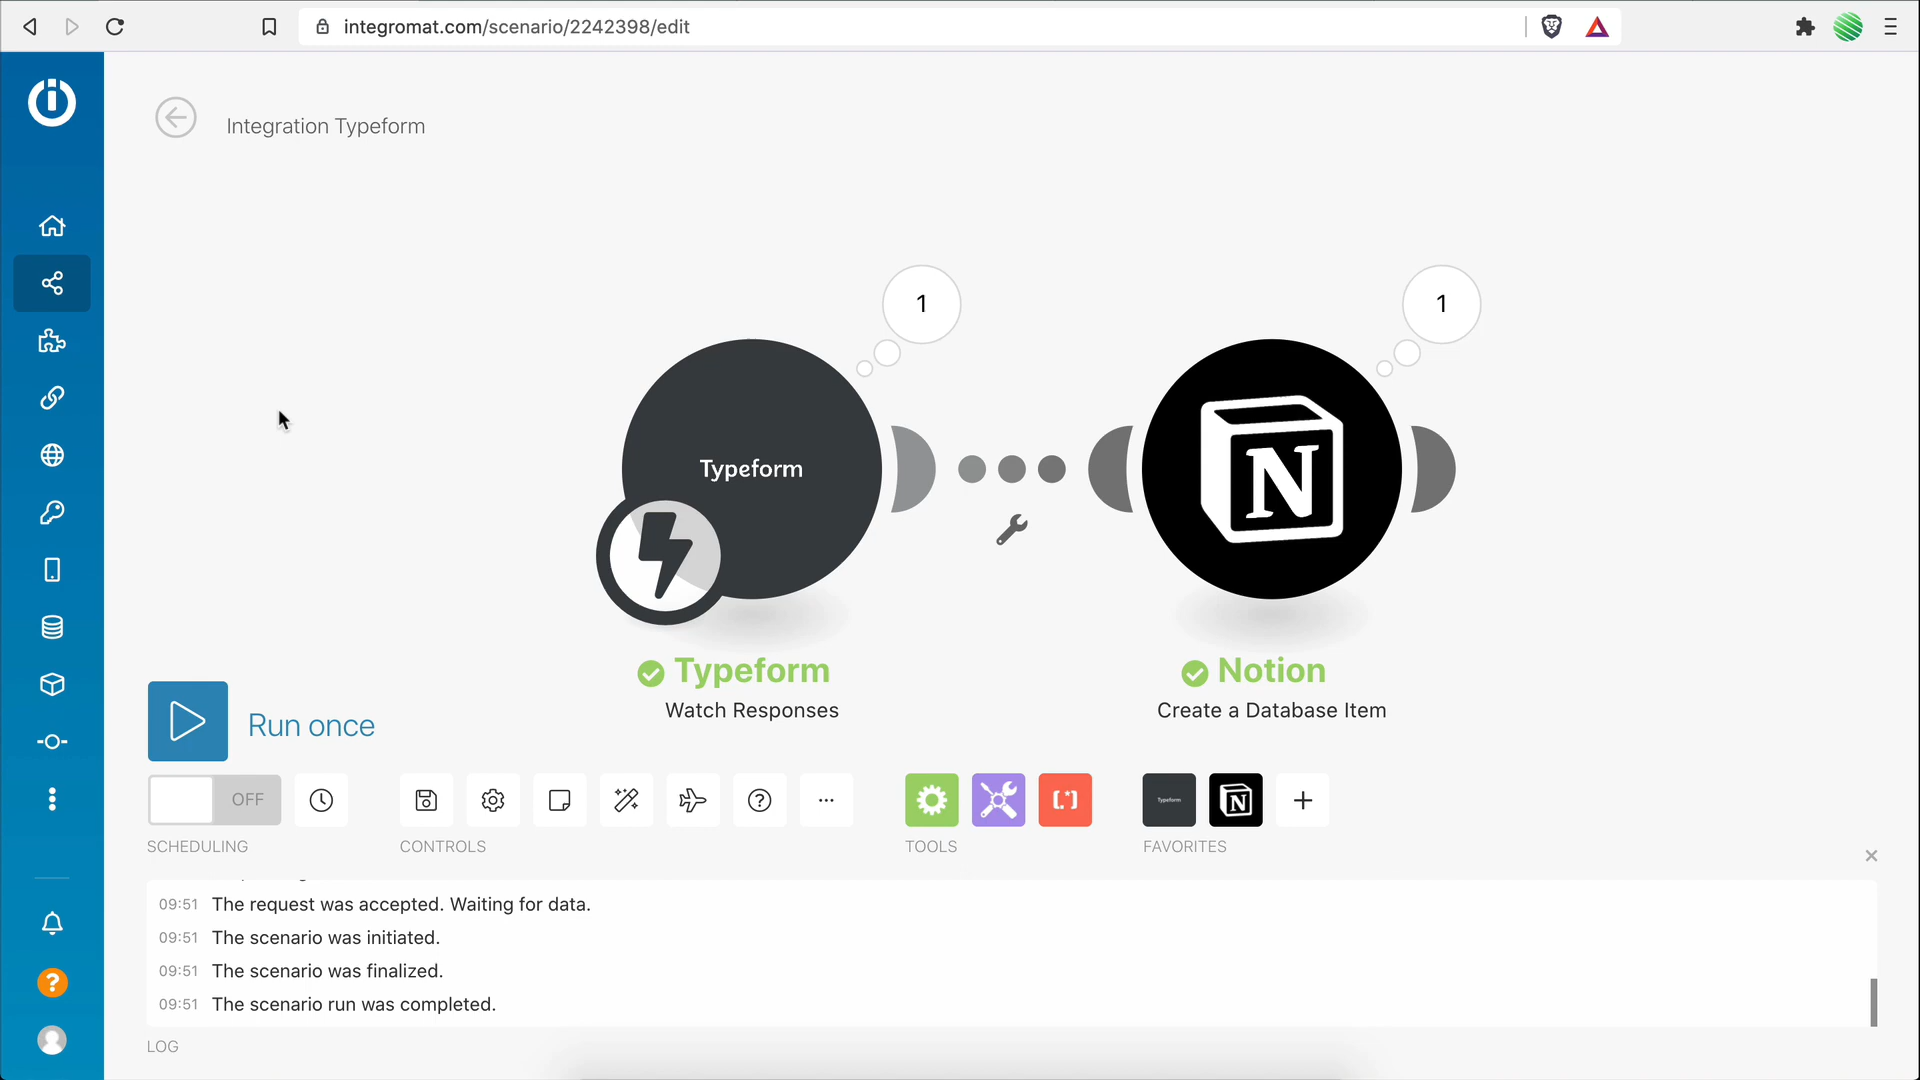 integromat.com/scenario/2242398/edit
Integration Typeform
1
1
Typeform
N
Typeform
Notion
Watch Responses
Create a Database Item
Run once
OFF
Typeform
N
SCHEDULING
CONTROLS
TOOLS
FAVORITES
09:51 The request was accepted. Waiting for data.
09:51 The scenario was initiated.
09:51 The scenario was finalized.
09:51 The scenario run was completed.
LOG